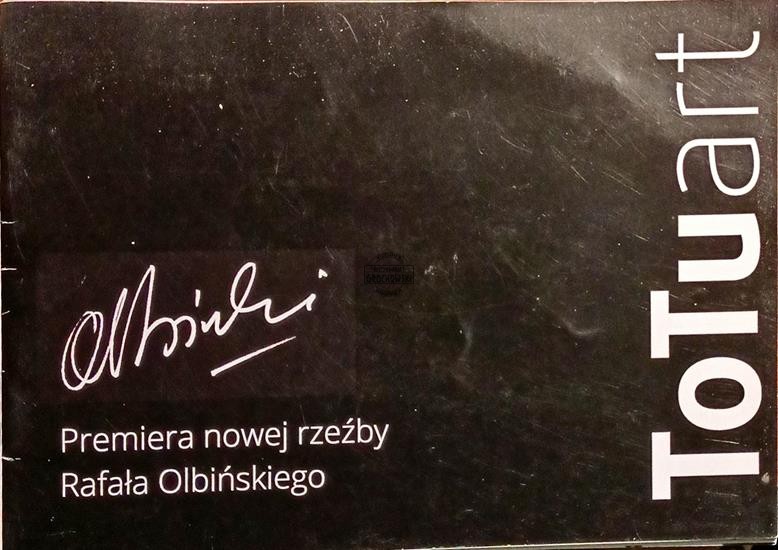 Olbiński
Premiera nowej rzeźby
Rafała Olbińskiego
ToTuart